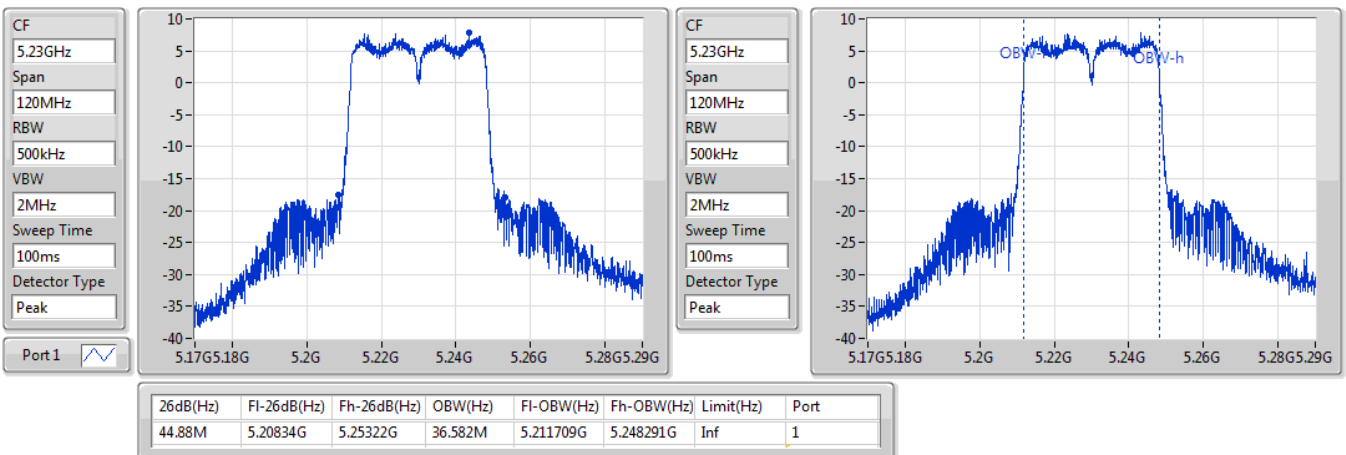 CF
5.23GHz
Span
120MHz
RBW
500kHz
VBW
2MHz
Sweep Time
100ms
Detector Type
Peak
Port 1
10
5
0
-5
-10
-15
-20
-25
-30
-35
-40
5.17G 5.18G 5.2G 5.22G 5.24G 5.26G 5.28G 5.29G
CF
5.23GHz
Span
120MHz
RBW
500kHz
VBW
2MHz
Sweep Time
100ms
Detector Type
Peak
10
5
0
-5
-10
-15
-20
-25
-30
-35
-40
OBW-h
5.17G 5.18G 5.2G 5.22G 5.24G 5.26G 5.28G 5.29G
26dB(Hz) Fl-26dB(Hz) Fh-26dB(Hz) OBW(Hz) Fl-OBW(Hz) Fh-OBW(Hz) Limit(Hz) Port
44.88M 5.20834G 5.25322G 36.582M 5.211709G 5.248291G Inf 1